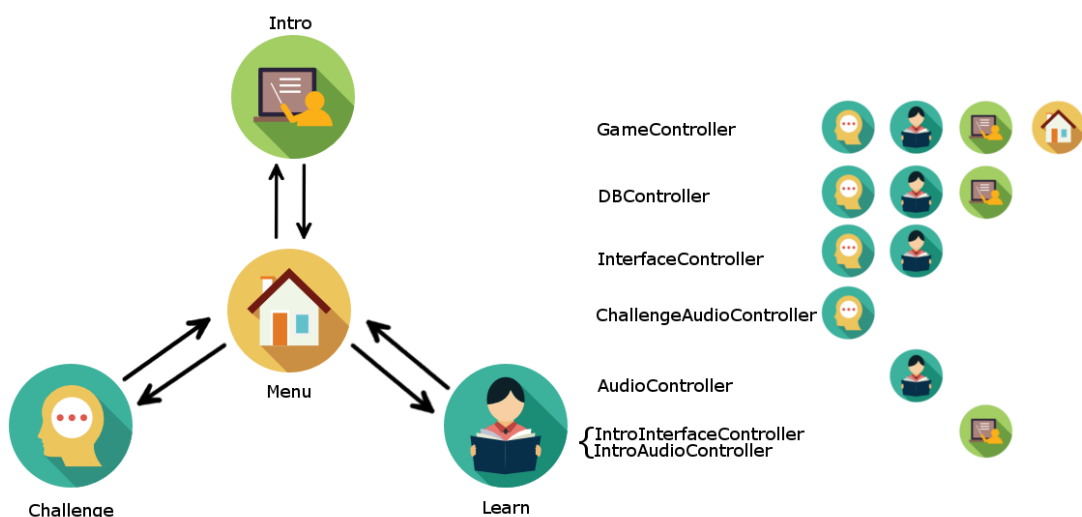 Intro
Menu
Challenge
Learn
GameController
DBController
InterfaceController
ChallengeAudioController
AudioController
{IntroInterfaceController
IntroAudioController